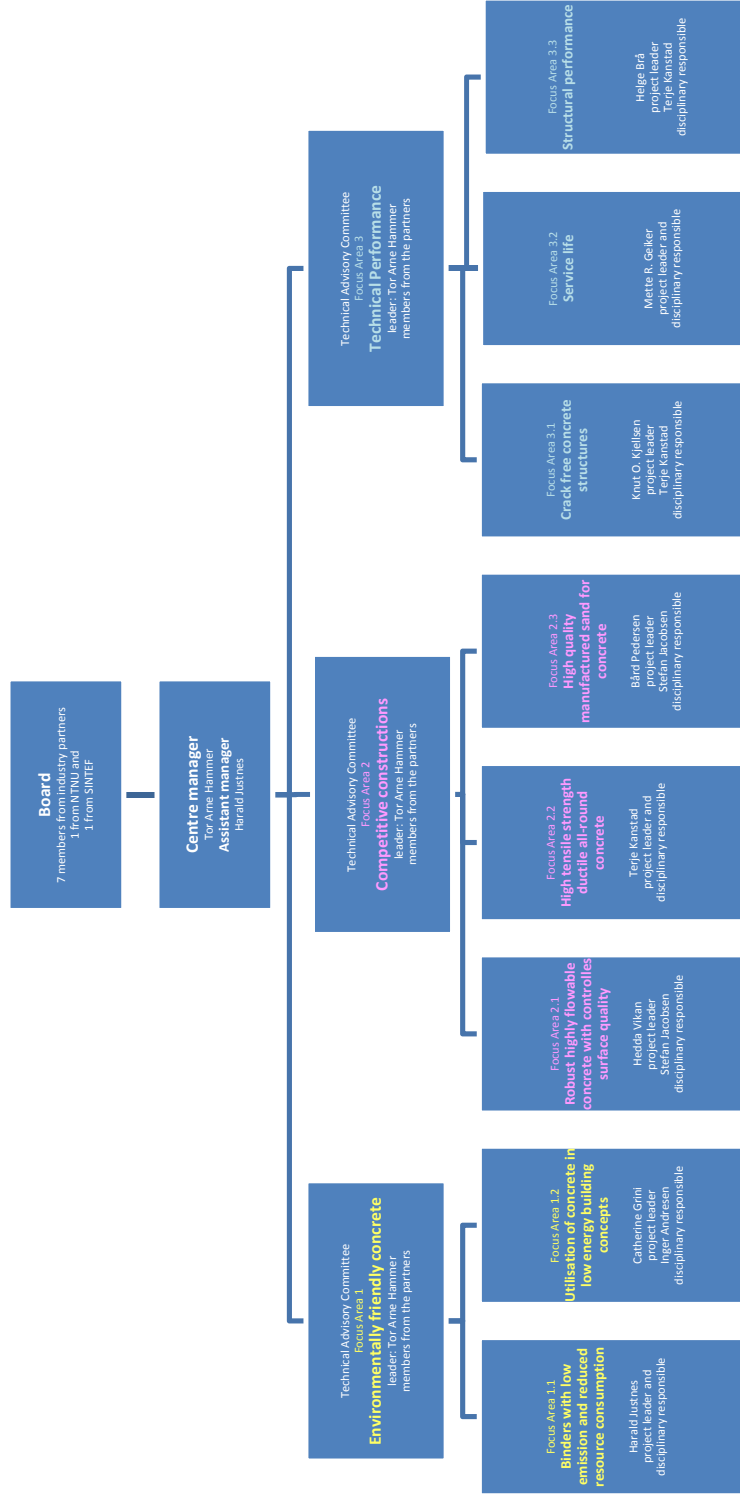 Board
7 members from industry partners
1 from NTNU and
1 from SINTEF
Centre manager
Tor Arne Hammer
Assistant manager
Harald Justnes
Technical Advisory Committee
Focus Area 1
Environmentally friendly concrete
leader: Tor Arne Hammer
members from the partners
Technical Advisory Committee
Focus Area 2
Competitive constructions
leader: Tor Arne Hammer
members from the partners
Technical Advisory Committee
Focus Area 3
Technical Performance
leader: Tor Arne Hammer
members from the partners
Focus Area 1.1
Binders with low
emission and reduced
resource consumption
Harald Justnes
project leader and
disciplinary responsible
Focus Area 1.2
Utilisation of concrete in
low energy building
concepts
Catherine Grini
project leader
Inger Andresen
disciplinary responsible
Focus Area 2.1
Robust highly flowable
concrete with controlles
surface quality
Hedda Vikan
project leader
Stefan Jacobsen
disciplinary responsible
Focus Area 2.2
High tensile strength
ductile all-round
concrete
Terje Kanstad
project leader and
disciplinary responsible
Focus Area 2.3
High quality
manufactured sand for
concrete
Bård Pedersen
project leader
Stefan Jacobsen
disciplinary responsible
Focus Area 3.1
Crack free concrete
structures
Knut O. Kjellsen
project leader
Terje Kanstad
disciplinary responsible
Focus Area 3.2
Service life
Mette R. Geiker
project leader and
disciplinary responsible
Focus Area 3.3
Structural performance
Helge Brå
project leader
Terje Kanstad
disciplinary responsible